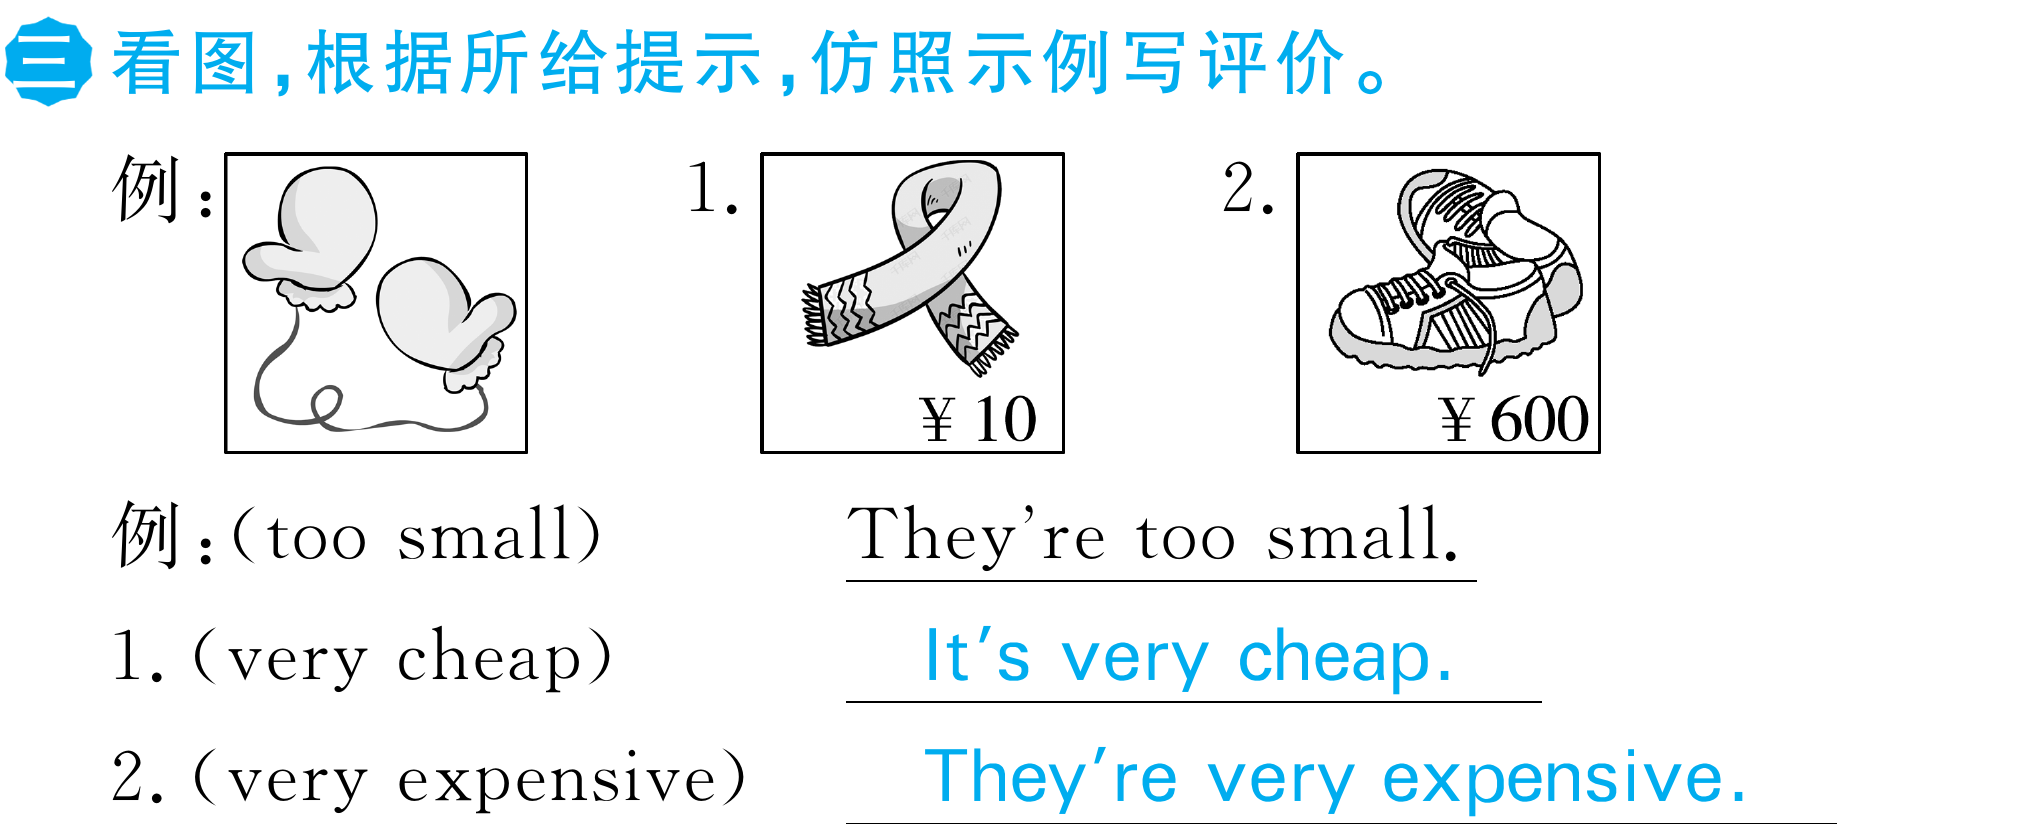 三 看图,根据所给提示,仿照示例写评价。
例: 1. 2.
¥10 ¥600
例:(too small) They're too small.
1.(very cheap) It's very cheap.
2.(very expensive) They're very expensive.